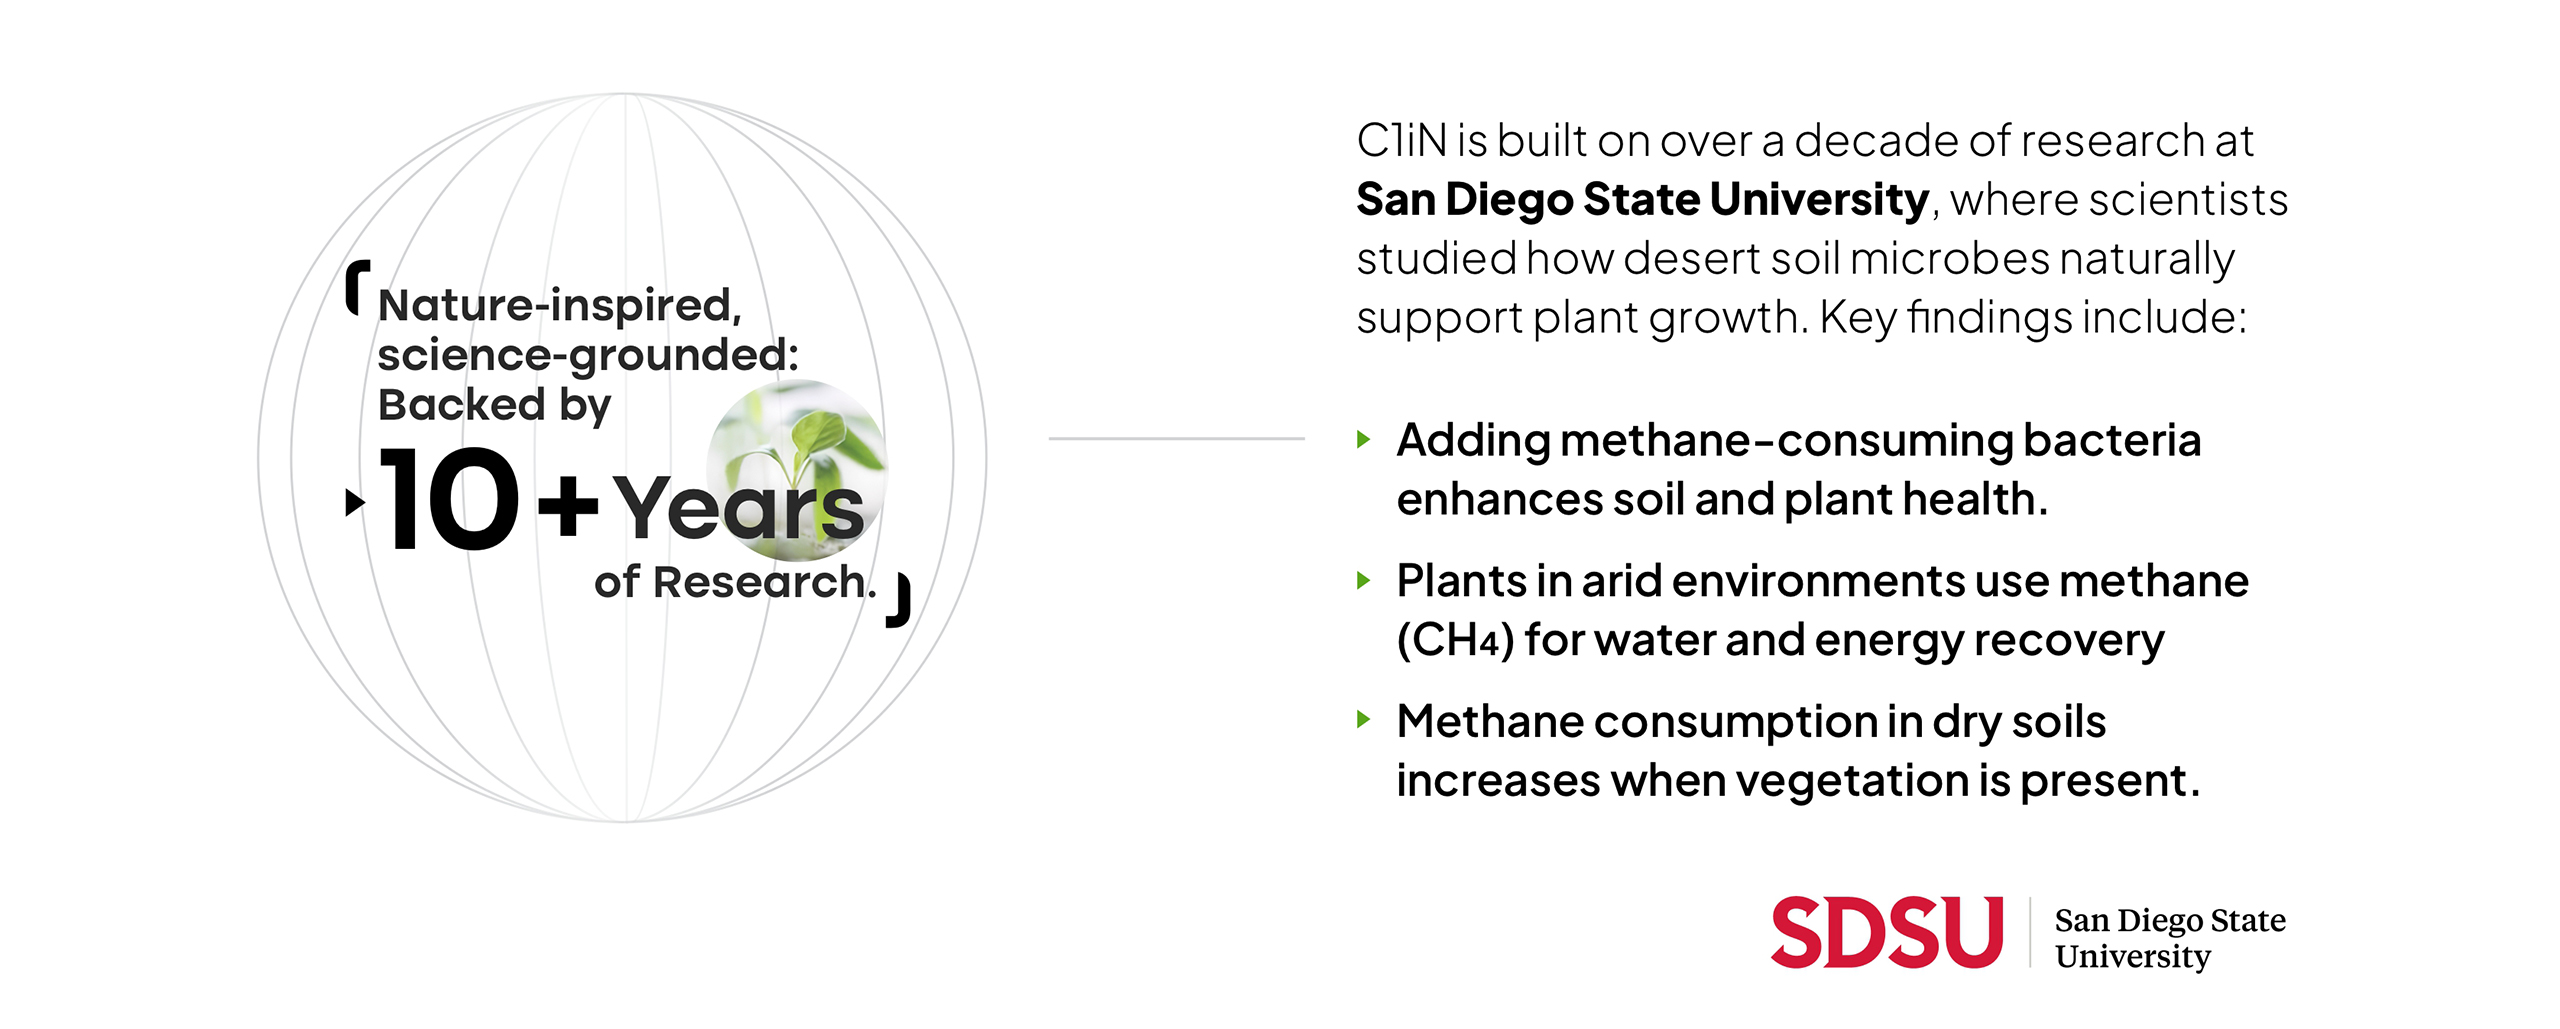 Nature-inspired,
science-grounded:
Backed by
10+ Years
of Research.
C1iN is built on over a decade of research at
San Diego State University, where scientists
studied how desert soil microbes naturally
support plant growth. Key findings include:
Adding methane-consuming bacteria
enhances soil and plant health.
Plants in arid environments use methane
(CH₄) for water and energy recovery
Methane consumption in dry soils
increases when vegetation is present.
SDSU
San Diego State
University